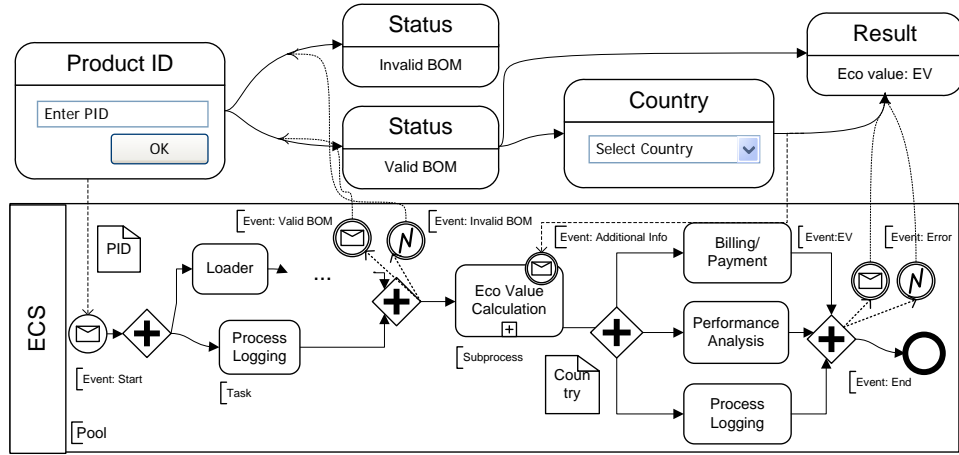 Product ID
Enter PID
OK
Status
Invalid BOM
Status
Valid BOM
Country
Select Country
Result
Eco value: EV
ECS
PID
Event: Valid BOM
Event: Invalid BOM
Event: Additional Info
Event:EV
Event: Error
Loader
...
Process
Logging
Eco Value
Calculation
Billing/
Payment
Performance
Analysis
Process
Logging
Event: Start
Task
Subprocess
Coun
try
Event: End
Pool